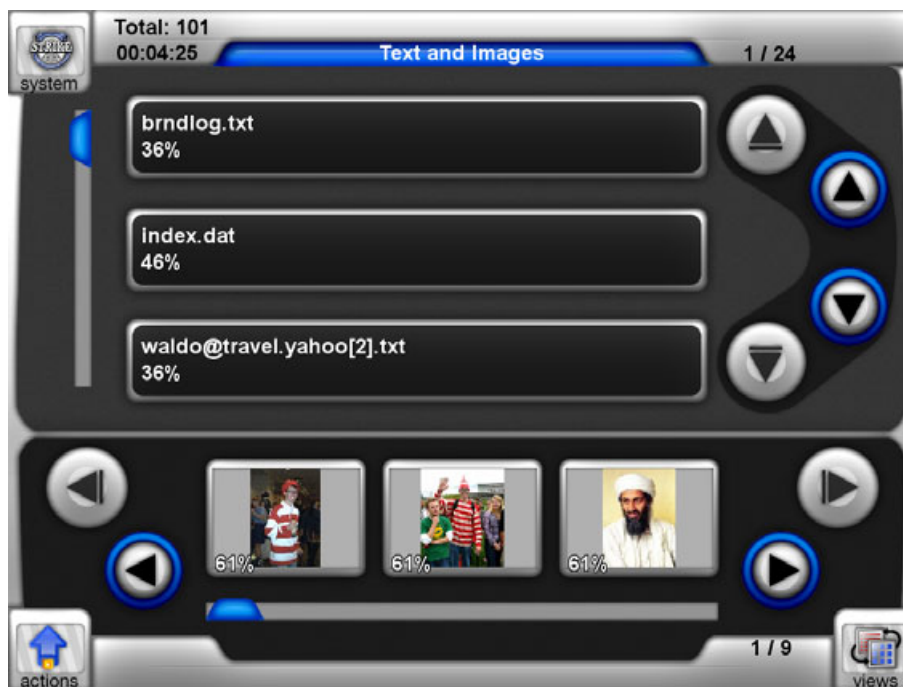 Total: 101
00:04:25
Text and Images
1 / 24
STRIKE
system
brndlog.txt
36%
index.dat
46%
waldo@travel.yahoo[2].txt
36%
61%
61%
61%
1 / 9
actions
views